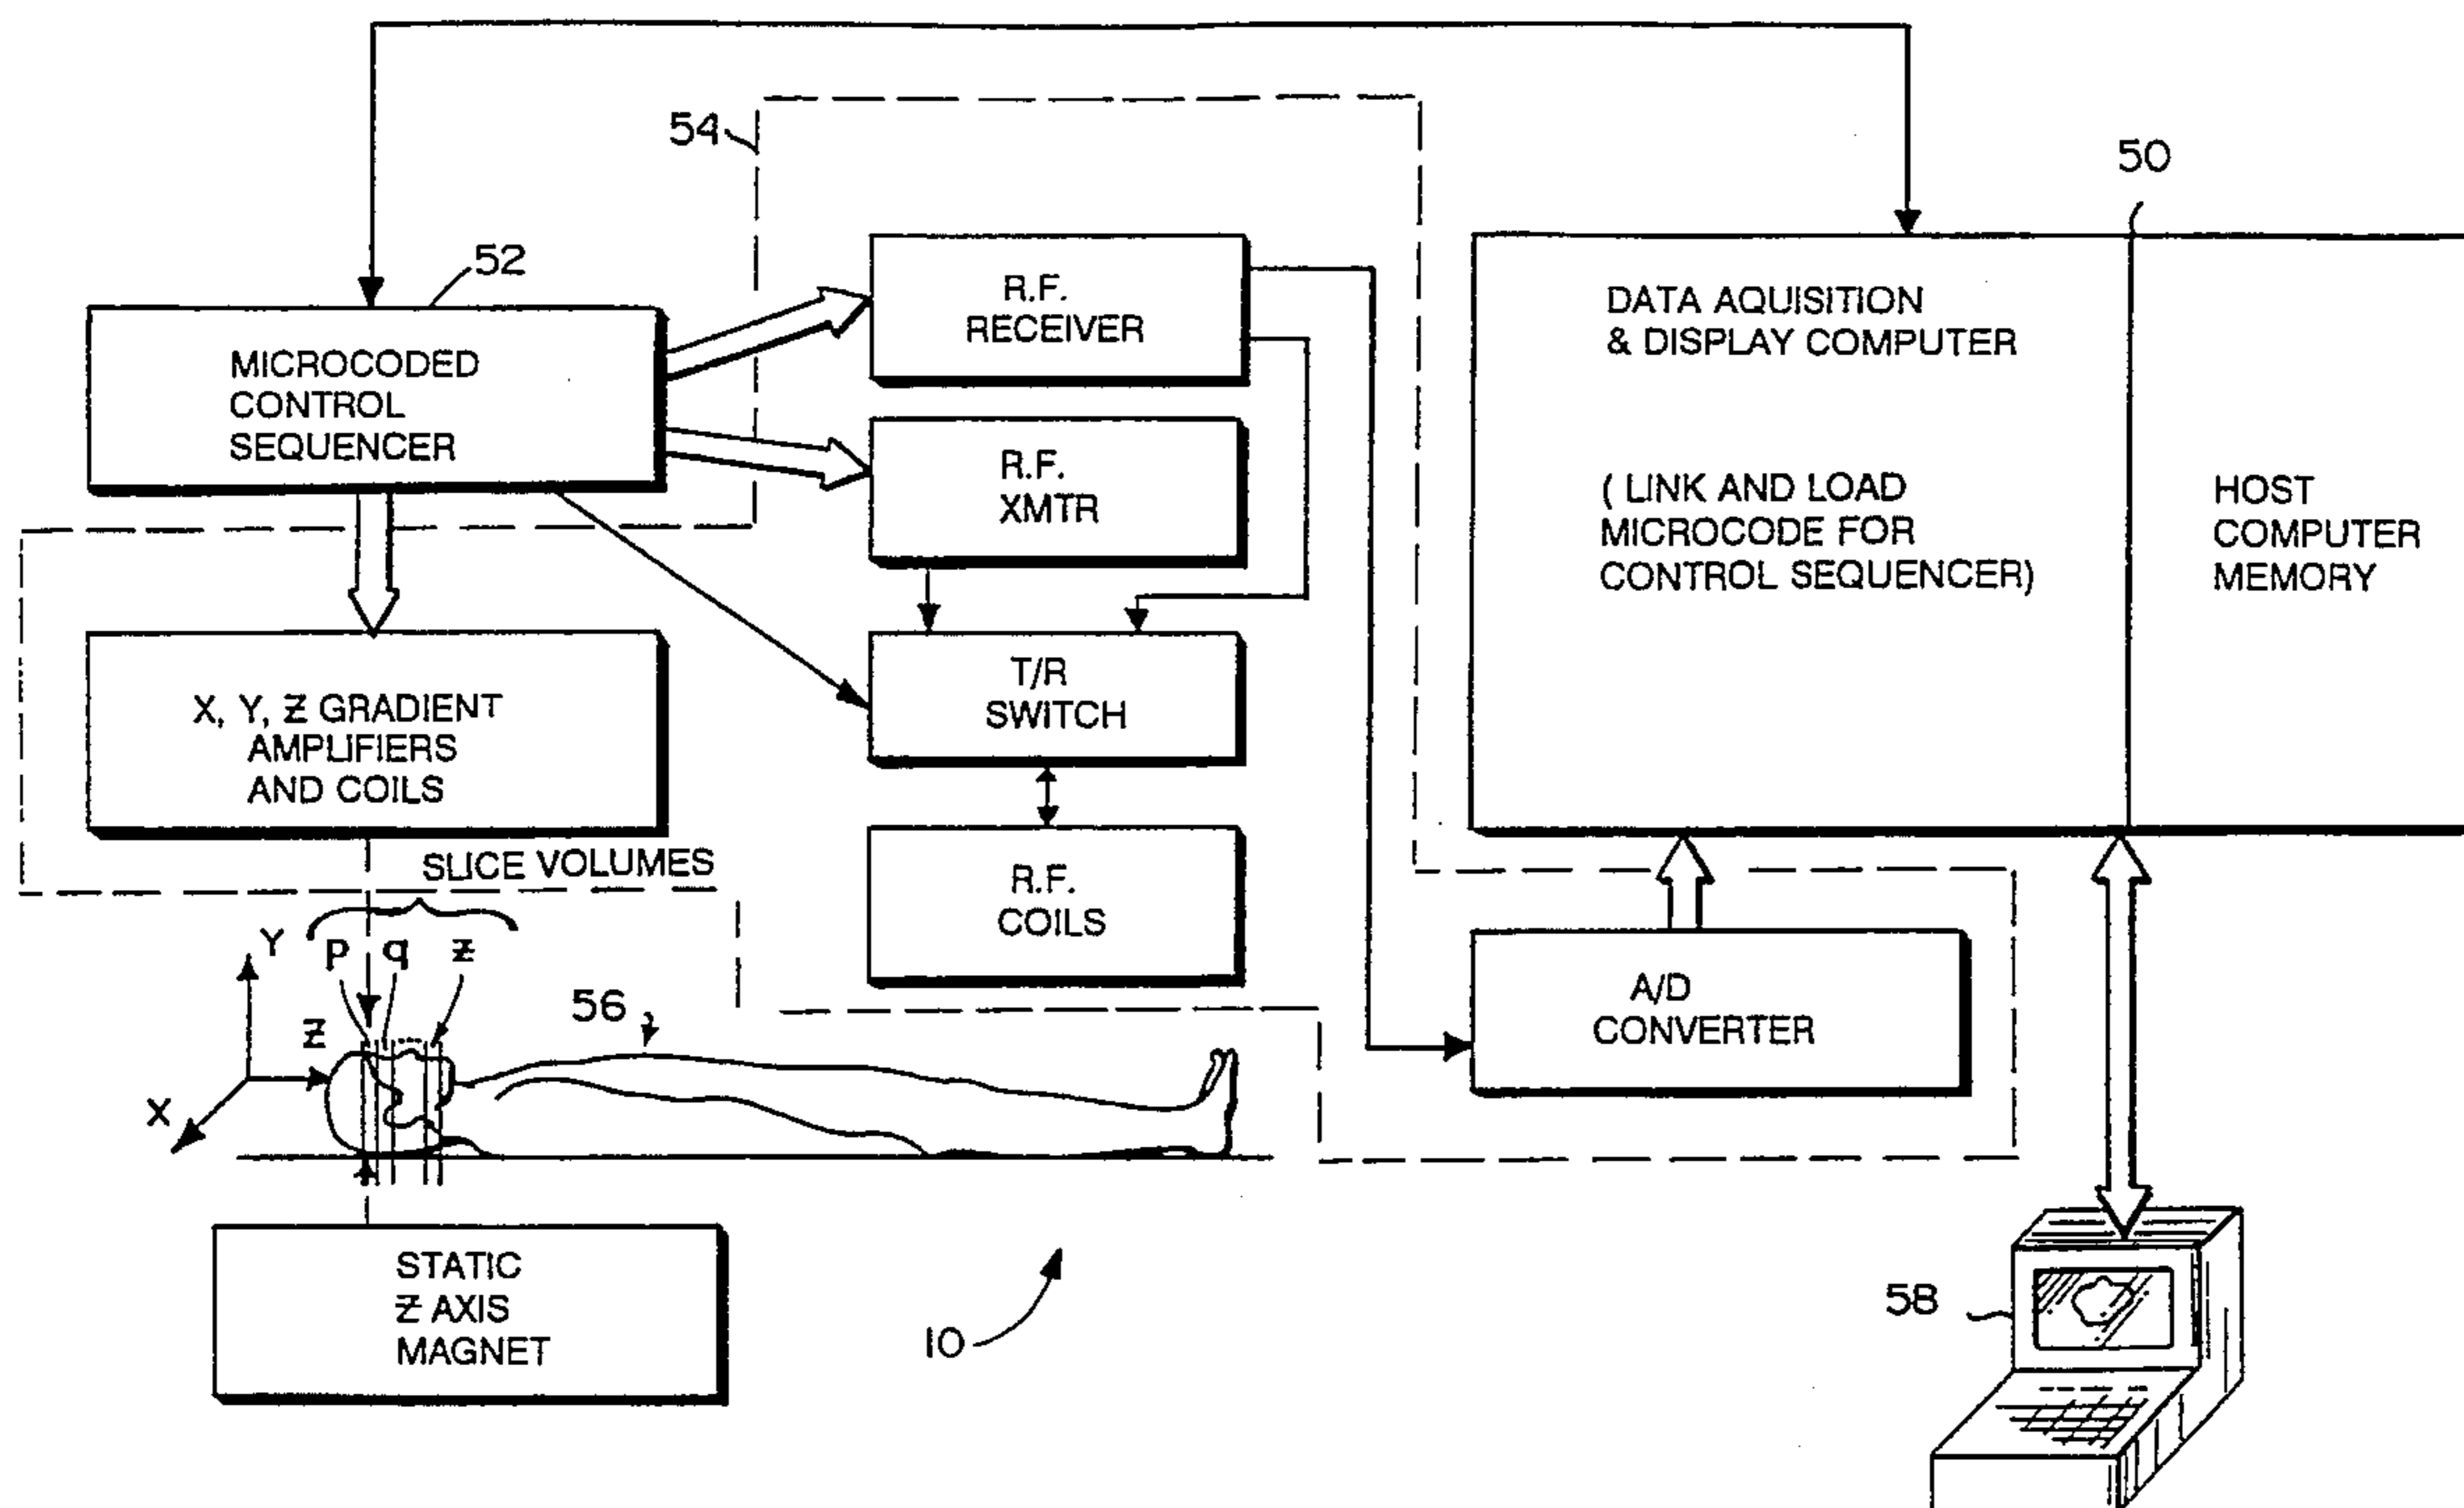 54
50
52
MICROCODED
CONTROL
SEQUENCER
R.F.
RECEIVER
R.F.
XMTR
DATA AQUISITION
& DISPLAY COMPUTER
( LINK AND LOAD
MICROCODE FOR
CONTROL SEQUENCER)
HOST
COMPUTER
MEMORY
X, Y, Z GRADIENT
AMPLIFIERS
AND COILS
T/R
SWITCH
R.F.
COILS
SLICE VOLUMES
Y
p
q
z
Z
X
56
A/D
CONVERTER
STATIC
Z AXIS
MAGNET
10
58